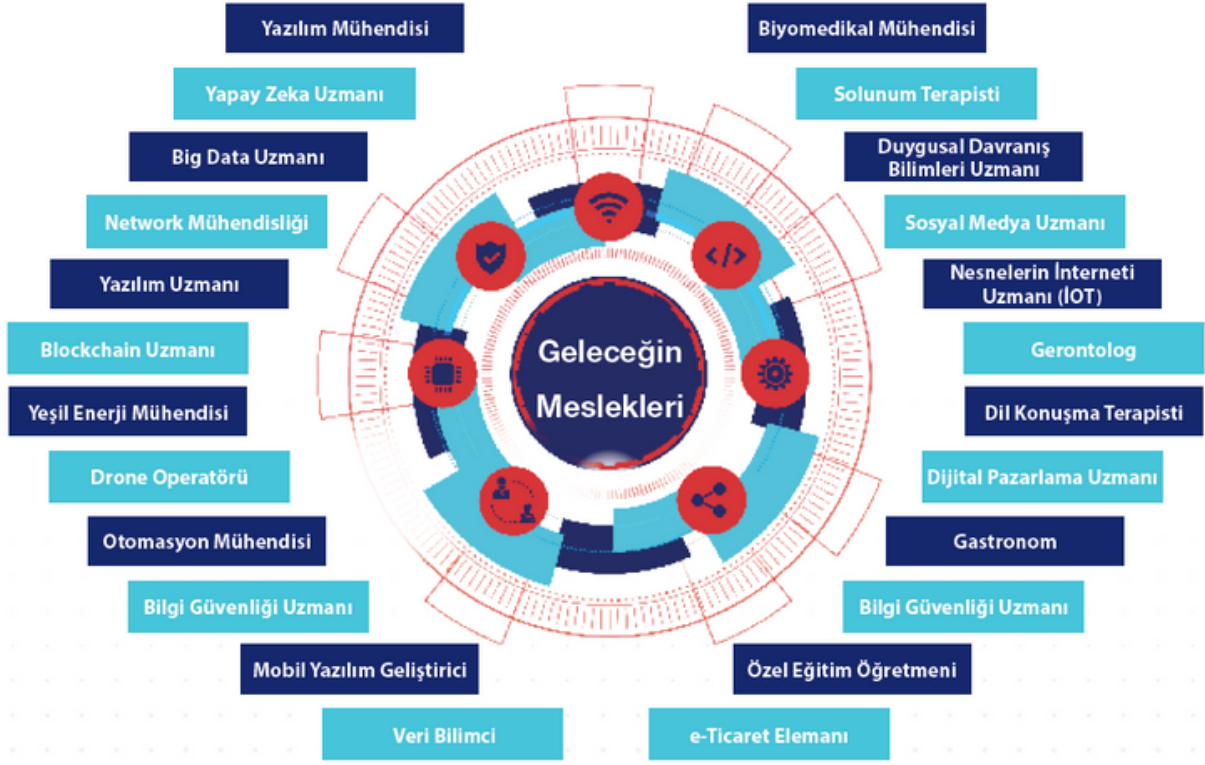 Yazılım Mühendisi
Yapay Zeka Uzmanı
Big Data Uzmanı
Network Mühendisliği
Yazılım Uzmanı
Blockchain Uzmanı
Yeşil Enerji Mühendisi
Drone Operatörü
Otomasyon Mühendisi
Bilgi Güvenliği Uzmanı
Mobil Yazılım Geliştirici
Veri Bilimci
Geleceğin
Meslekleri
Biyomedikal Mühendisi
Solunum Terapisti
Duygusal Davranış
Bilimleri Uzmanı
Sosyal Medya Uzmanı
Nesnelerin İnterneti
Uzmanı (İOT)
Gerontolog
Dil Konuşma Terapisti
Dijital Pazarlama Uzmanı
Gastronom
Bilgi Güvenliği Uzmanı
Özel Eğitim Öğretmeni
e-Ticaret Elemanı